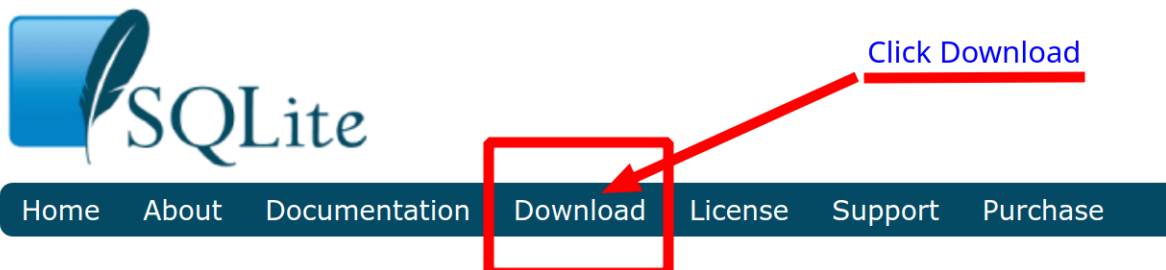 Click Download
SQLite
Home About Documentation Download License Support Purchase